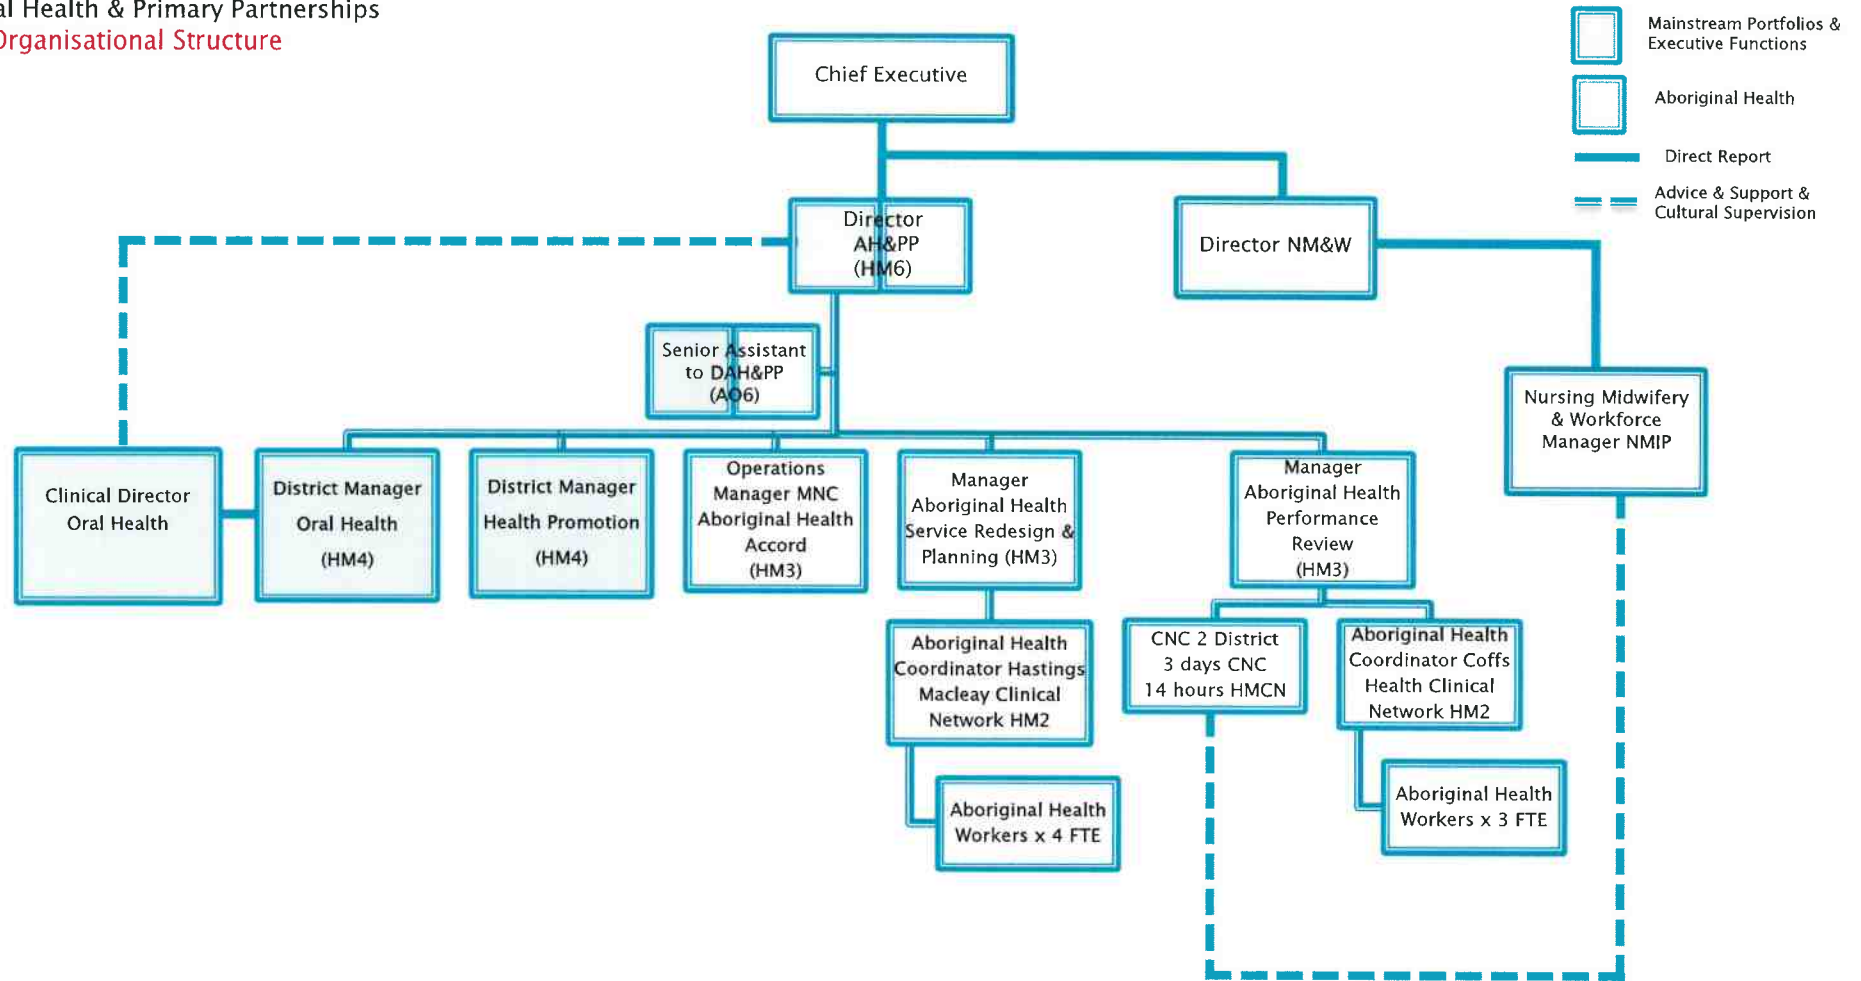 al Health & Primary Partnerships
Organisational Structure
Chief Executive
Mainstream Portfolios &
Executive Functions
Aboriginal Health
Direct Report
Advice & Support &
Cultural Supervision
Director
AH&PP
(HM6)
Director NM&W
Senior Assistant
to DAH&PP
(AO6)
Nursing Midwifery
& Workforce
Manager NMIP
Clinical Director
Oral Health
District Manager
Oral Health
(HM4)
District Manager
Health Promotion
(HM4)
Operations
Manager MNC
Aboriginal Health
Accord
(HM3)
Manager
Aboriginal Health
Service Redesign &
Planning (HM3)
Manager
Aboriginal Health
Performance
Review
(HM3)
Aboriginal Health
Coordinator Hastings
Macleay Clinical
Network HM2
CNC 2 District
3 days CNC
14 hours HMCN
Aboriginal Health
Coordinator Coffs
Health Clinical
Network HM2
Aboriginal Health
Workers x 4 FTE
Aboriginal Health
Workers x 3 FTE